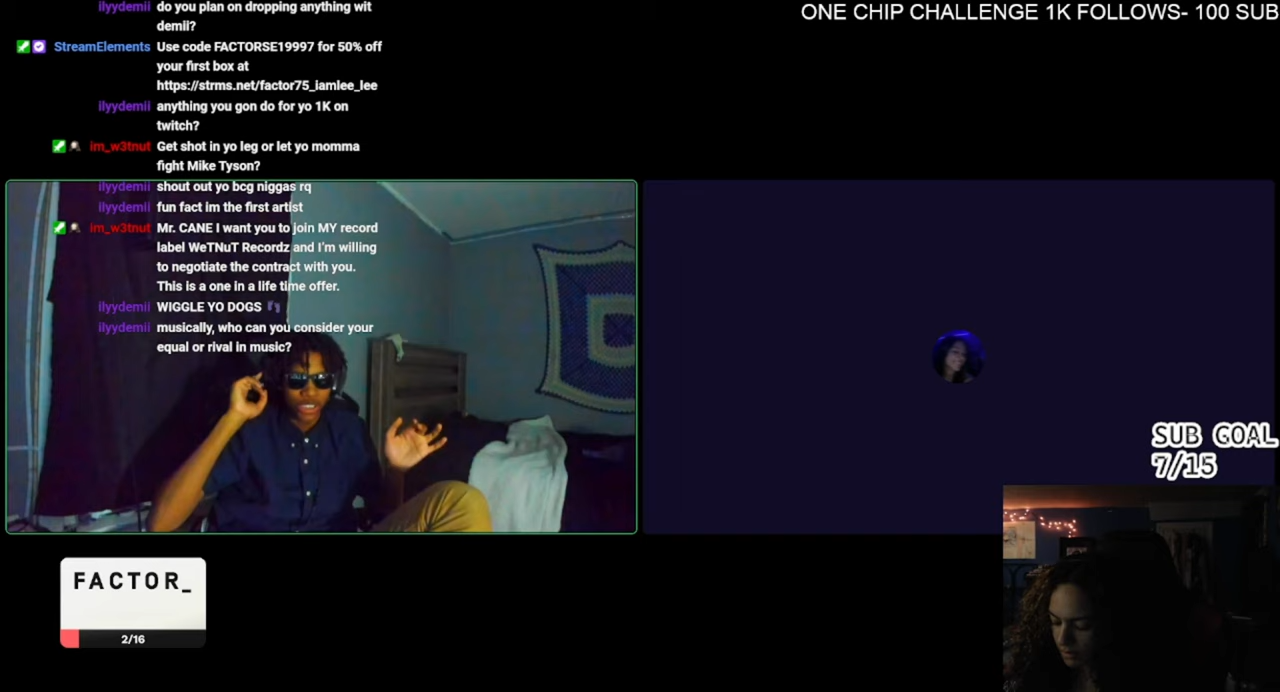 ilyydemii do you plan on dropping anything wit
demii?
ONE CHIP CHALLENGE 1K FOLLOWS- 100 SUB
StreamElements Use code FACTORSE19997 for 50% off
your first box at
https://strms.net/factor75_iamlee_lee
ilyydemii anything you gon do for yo 1K on
twitch?
im_w3tnut Get shot in yo leg or let yo momma
fight Mike Tyson?
ilyydemii shout out yo bcg niggas rq
ilyydemii fun fact im the first artist
im_w3tnut Mr. CANE I want you to join MY record
label WeTNuT Recordz and I'm willing
to negotiate the contract with you.
This is a one in a life time offer.
ilyydemii WIGGLE YO DOGS
ilyydemii musically, who can you consider your
equal or rival in music?
SUB GOAL
7/15
FACTOR_
2/16